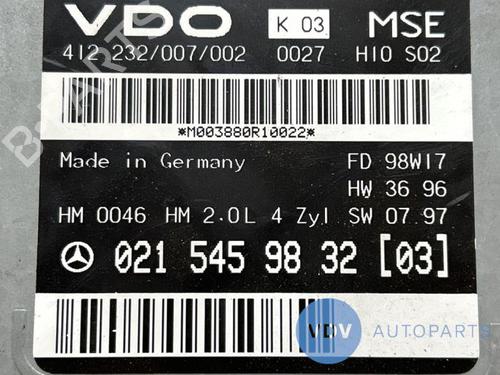 VDO K 03 MSE
412 232/007/002 0027 H10 S02
*M003880R10022*
Made in Germany FD 98W17
HW 36 96
HM 0046 HM 2.0L 4 Zyl SW 07 97
021 545 98 32 [03]
VDV AUTOPARTS
B-Parts